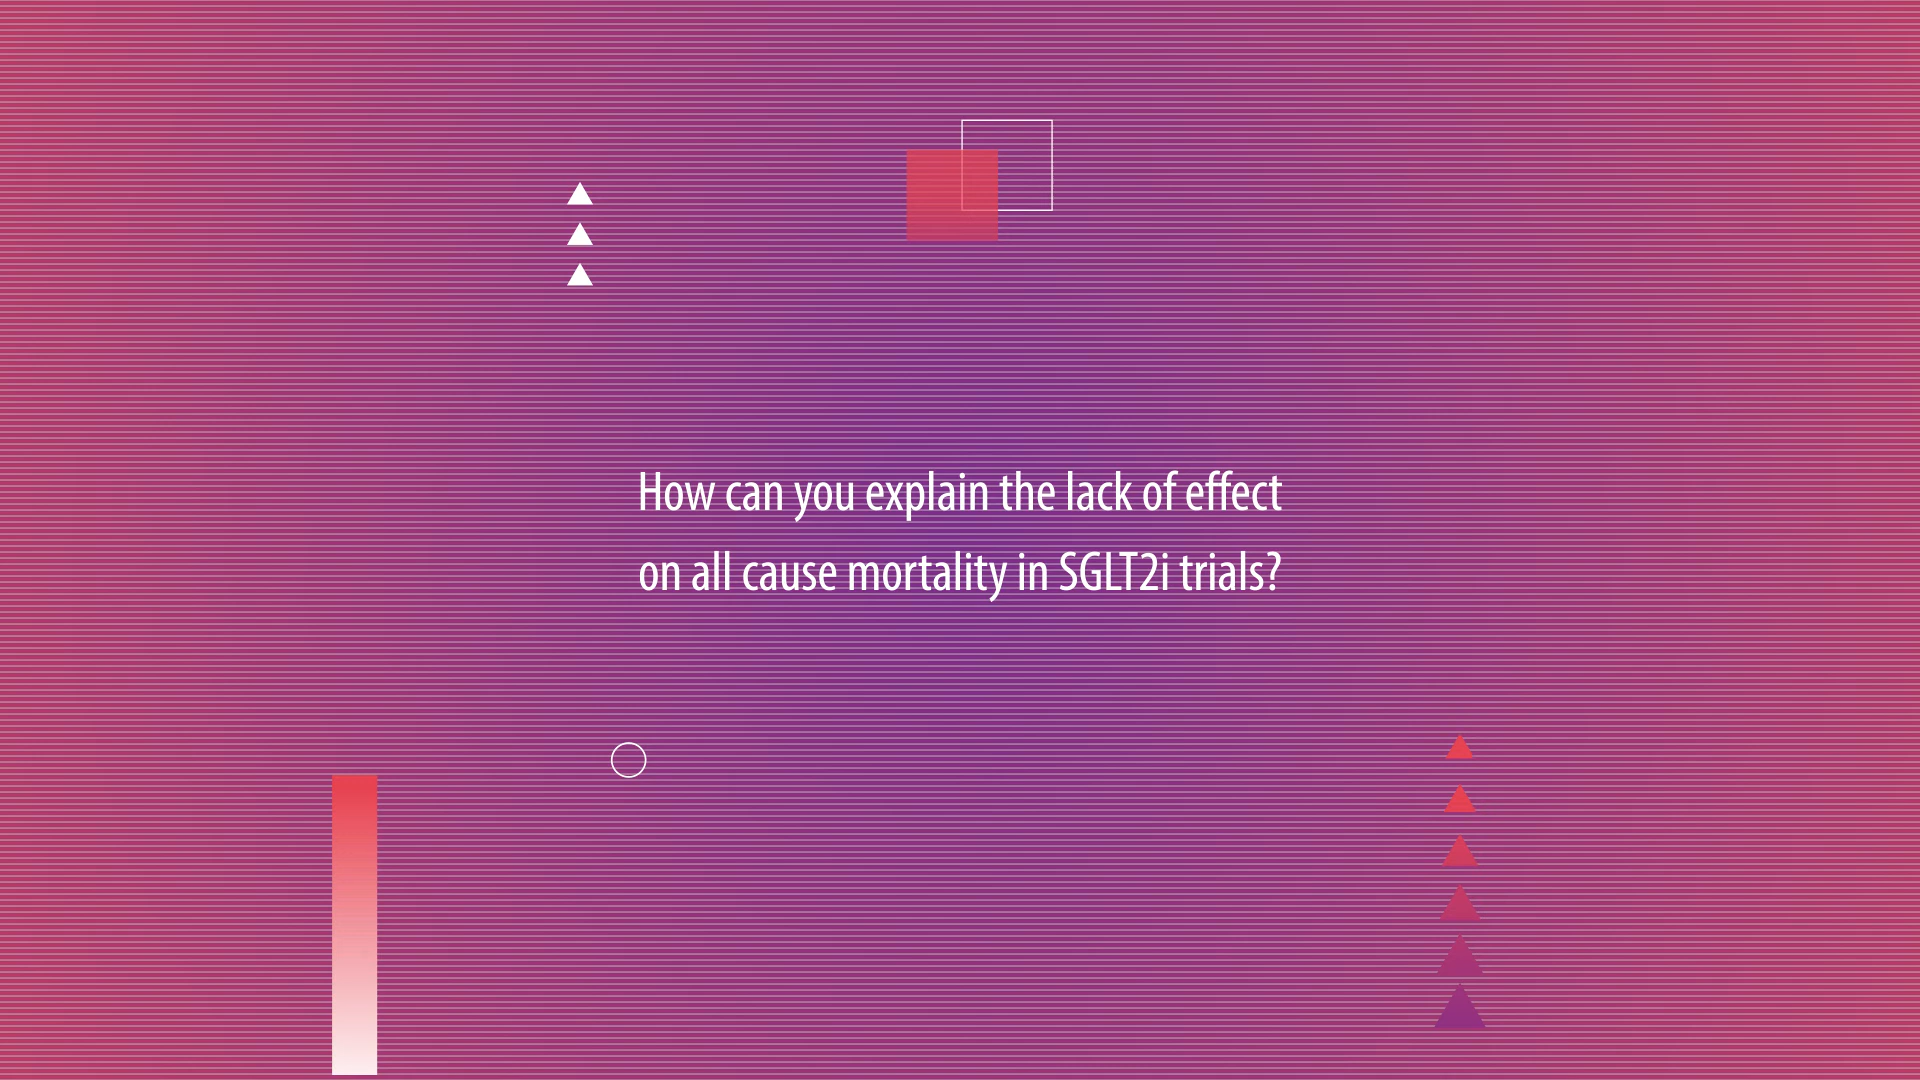 How can you explain the lack of effect
on all cause mortality in SGLT2i trials?